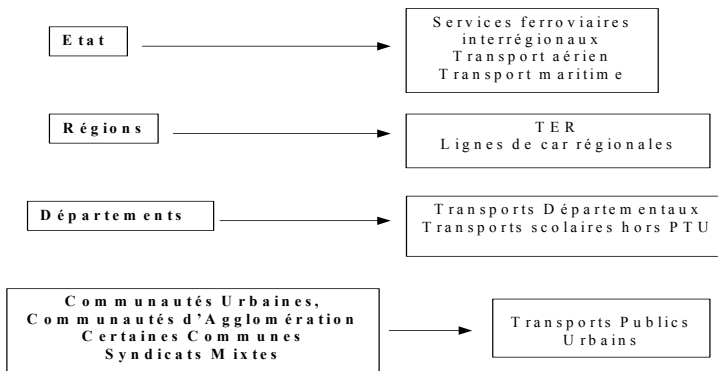 Etat
Services ferroviaires
interrégionaux
Transport aérien
Transport maritime
Régions
TER
Lignes de car régionales
Départements
Transports Départementaux
Transports scolaires hors PTU
Communautés Urbaines,
Communautés d'Agglomération
Certaines Communes
Syndicats Mixtes
Transports Publics
Urbains